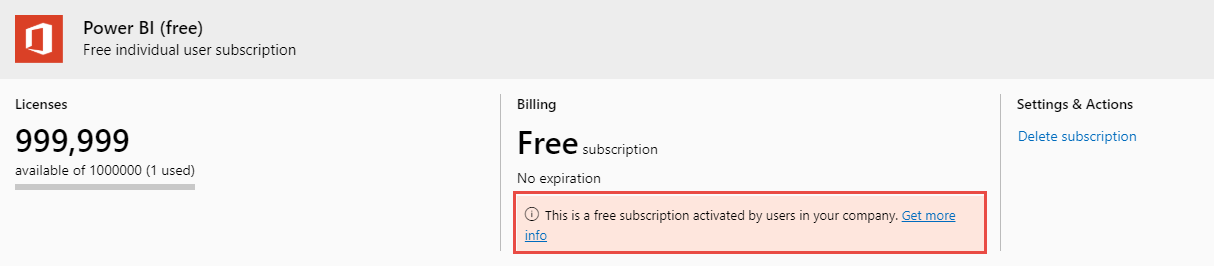 Power BI (free)
Free individual user subscription
Licenses
999,999
available of 1000000 (1 used)
Billing
Free subscription
No expiration
This is a free subscription activated by users in your company. Get more
info
Settings & Actions
Delete subscription